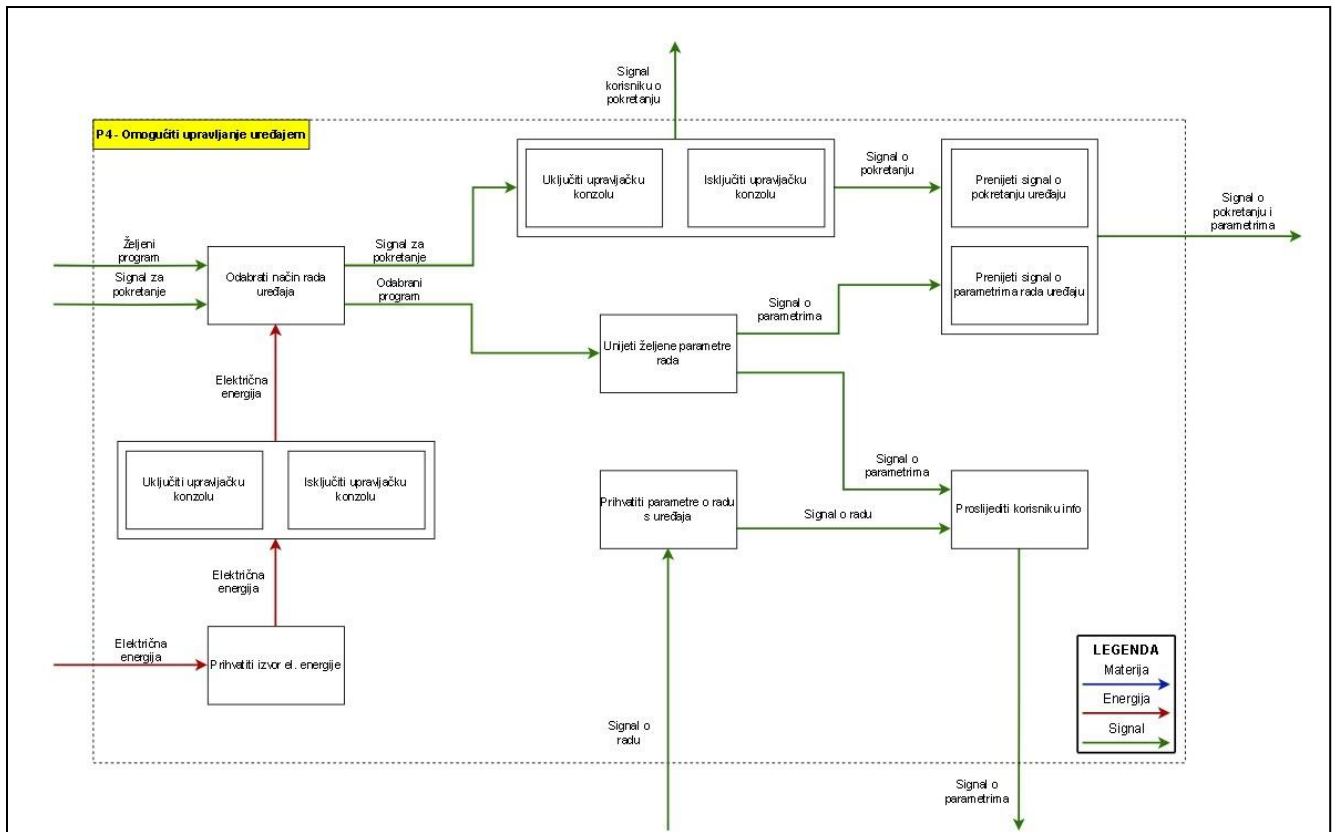 Signal
korisniku o
pokretanju
P4 - Omogućiti upravljanje uređajem
Uključiti upravljačku
konzolu
Isključiti upravljačku
konzolu
Signal o
pokretanju
Prenijeti signal o
pokretanju uređaju
Signal o
pokretanju i
parametrima
Željeni
program
Signal za
pokretanje
Odabrati način rada
uređaja
Signal za
pokretanje
Odabrani
program
Prenijeti signal o
parametrima rada uređaju
Signal o
parametrima
Unijeti željene parametre
rada
Električna
energija
Uključiti upravljačku
konzolu
Isključiti upravljačku
konzolu
Signal o
parametrima
Prihvatiti parametre o radu
s uređaja
Signal o radu
Proslijediti korisniku info
Električna
energija
Električna
energija
Prihvatiti izvor el. energije
LEGENDA
Materija
Energija
Signal
Signal o
radu
Signal o
parametrima